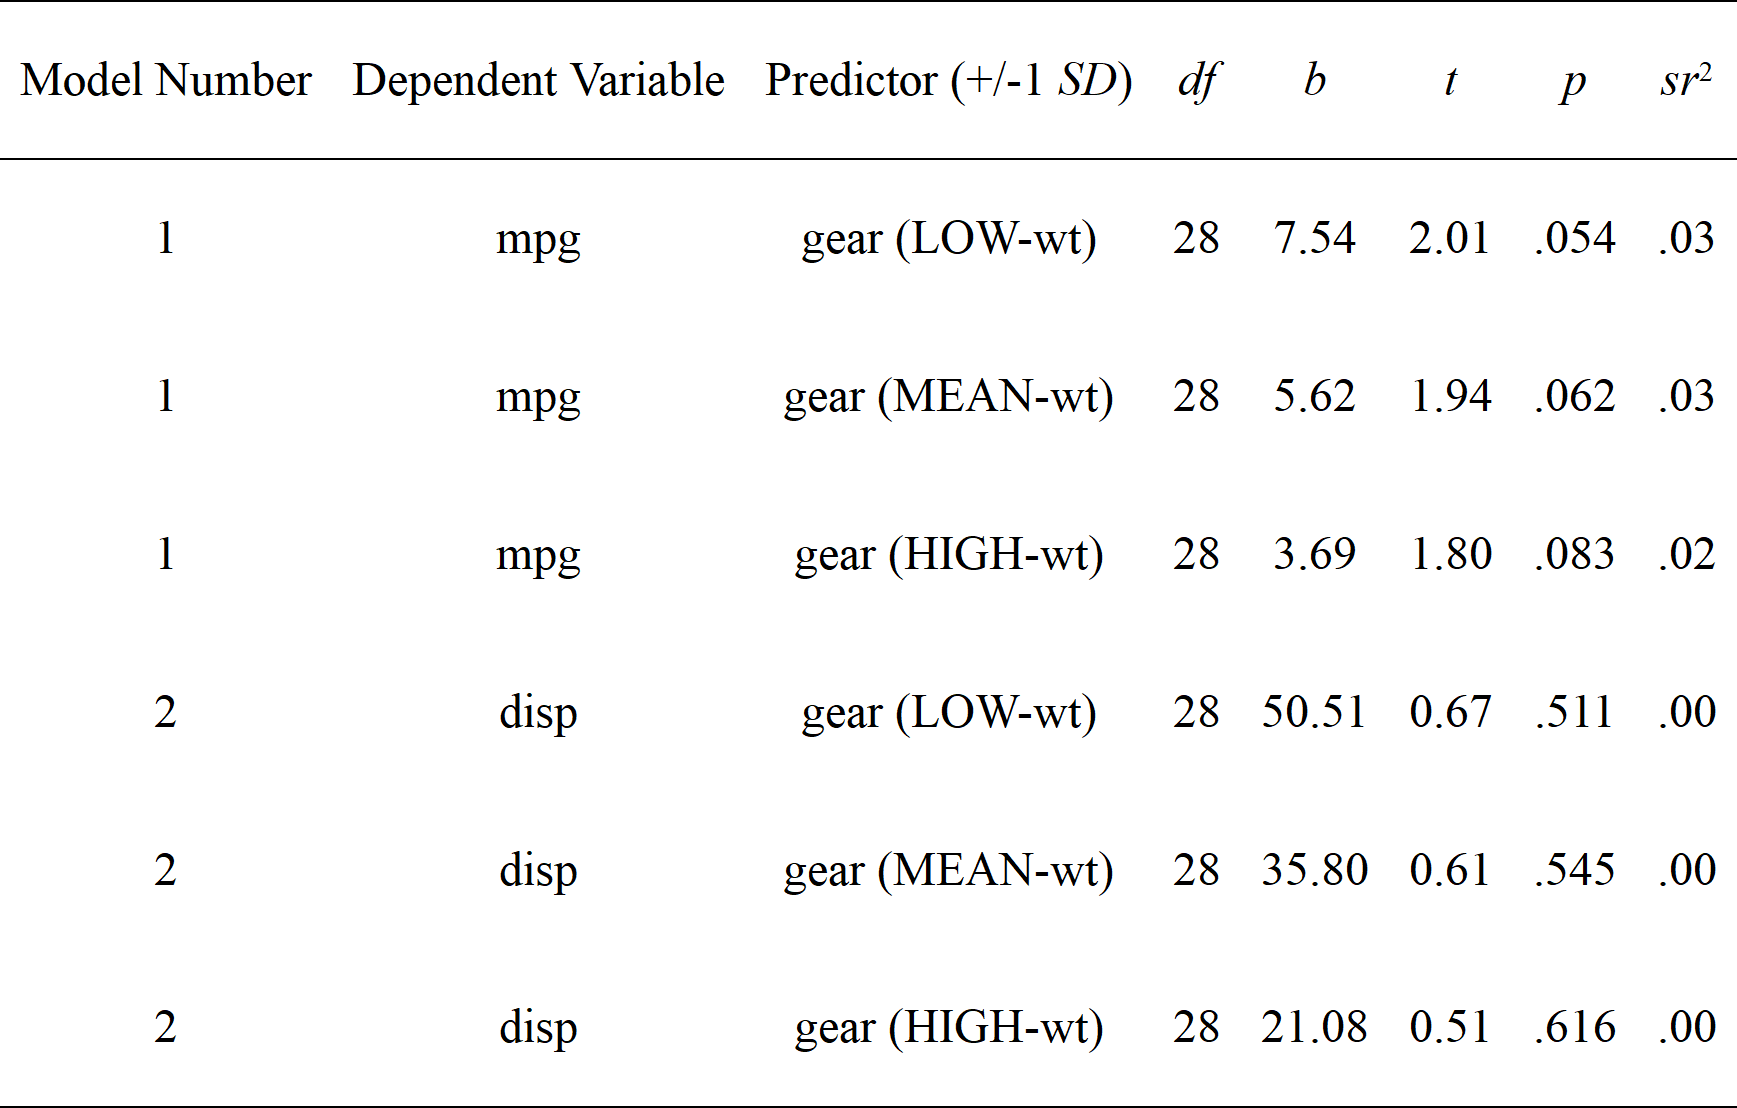 Model Number Dependent Variable Predictor (+/-1 SD) df b t p sr²
1 mpg gear (LOW-wt) 28 7.54 2.01 .054 .03
1 mpg gear (MEAN-wt) 28 5.62 1.94 .062 .03
1 mpg gear (HIGH-wt) 28 3.69 1.80 .083 .02
2 disp gear (LOW-wt) 28 50.51 0.67 .511 .00
2 disp gear (MEAN-wt) 28 35.80 0.61 .545 .00
2 disp gear (HIGH-wt) 28 21.08 0.51 .616 .00